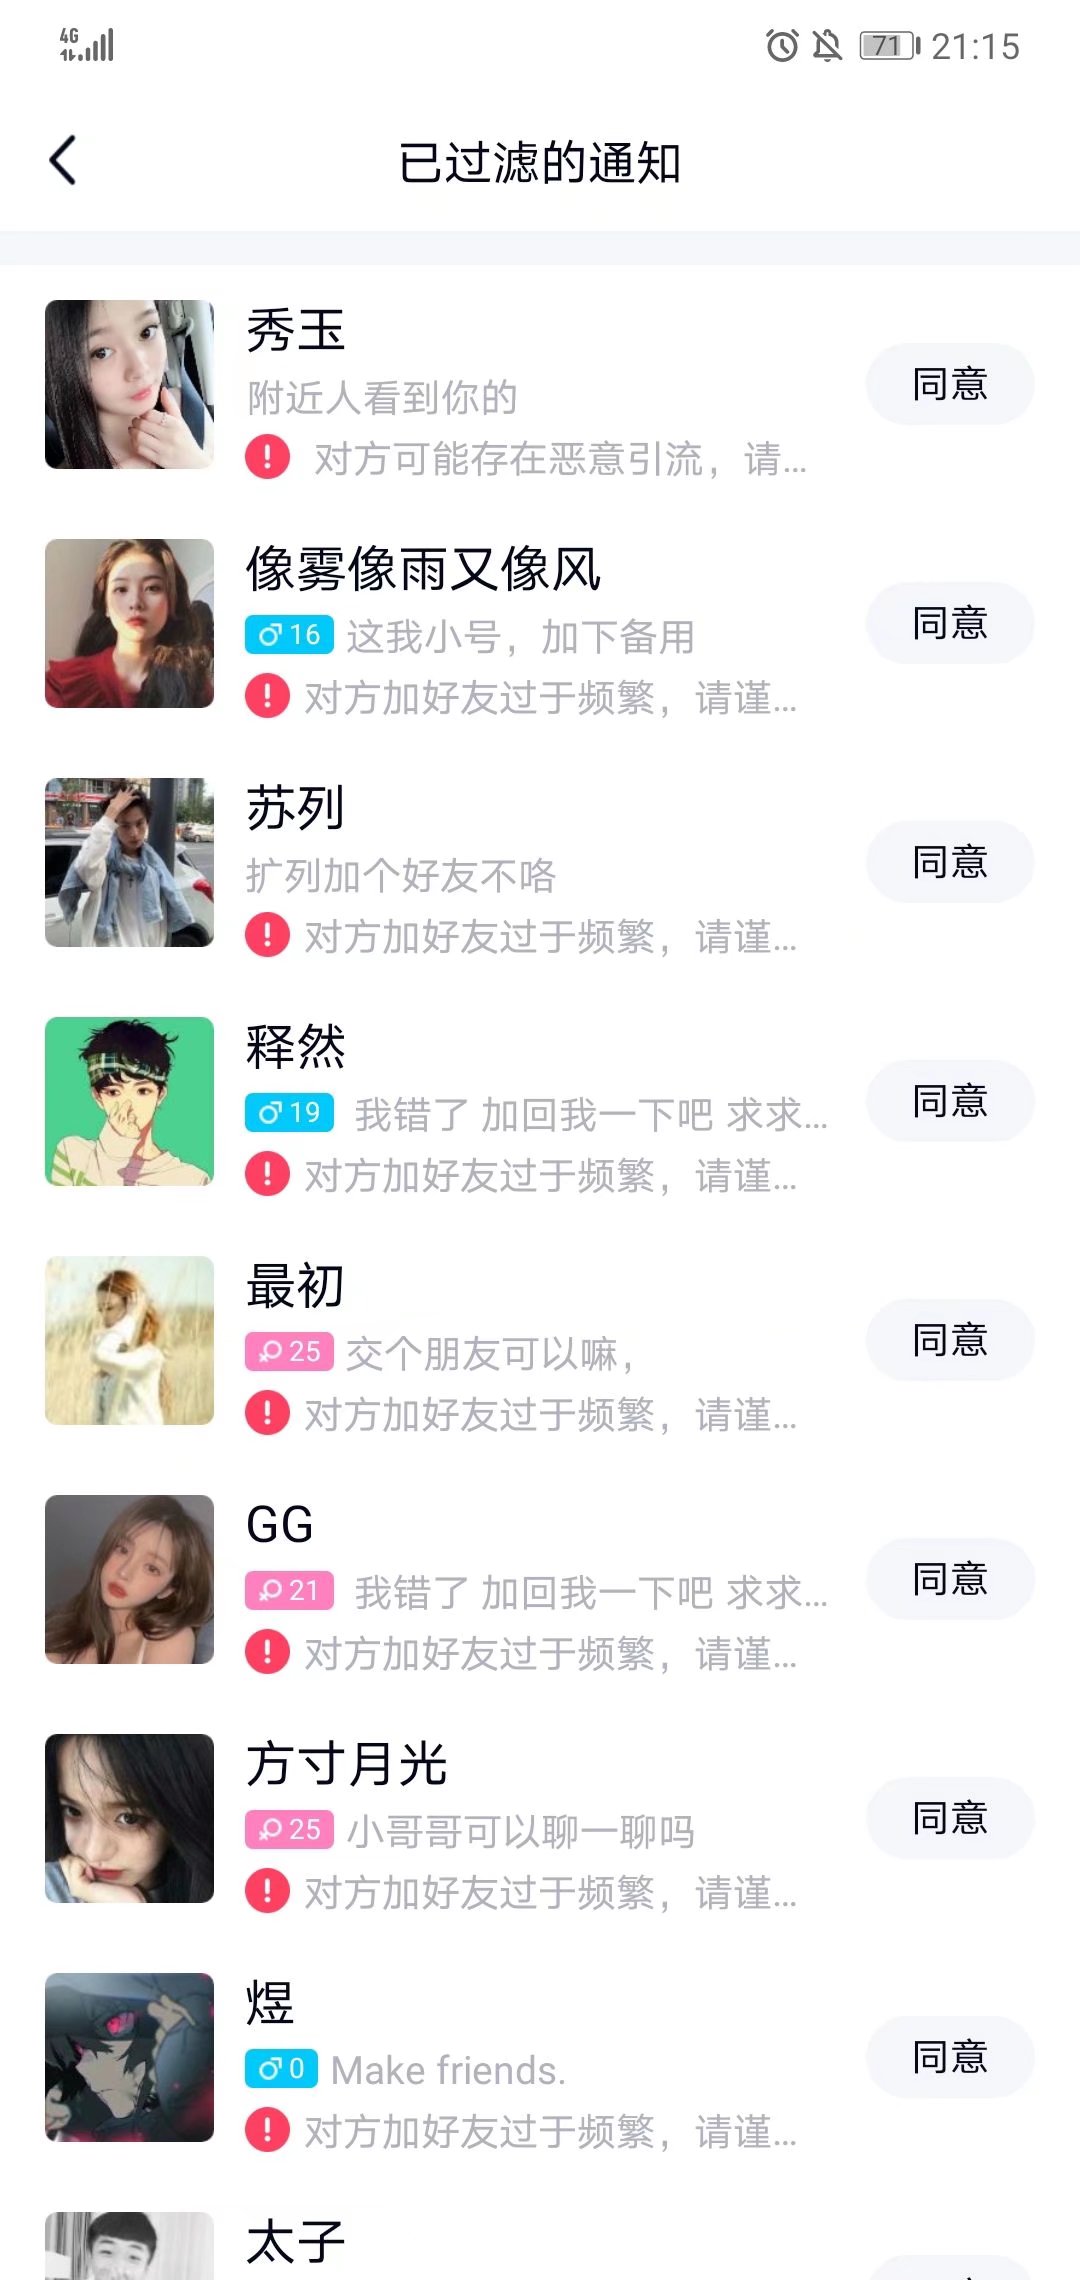 4G
71
21:15
已过滤的通知
秀玉
附近人看到你的
对方可能存在恶意引流，请...
同意
像雾像雨又像风
♂16 这我小号，加下备用
对方加好友过于频繁，请谨...
同意
苏列
扩列加个好友不咯
对方加好友过于频繁，请谨...
同意
释然
♂19 我错了 加回我一下吧 求求...
对方加好友过于频繁，请谨...
同意
最初
♀25 交个朋友可以嘛，
对方加好友过于频繁，请谨...
同意
GG
♀21 我错了 加回我一下吧 求求...
对方加好友过于频繁，请谨...
同意
方寸月光
♀25 小哥哥可以聊一聊吗
对方加好友过于频繁，请谨...
同意
煜
♂0 Make friends.
对方加好友过于频繁，请谨...
同意
太子